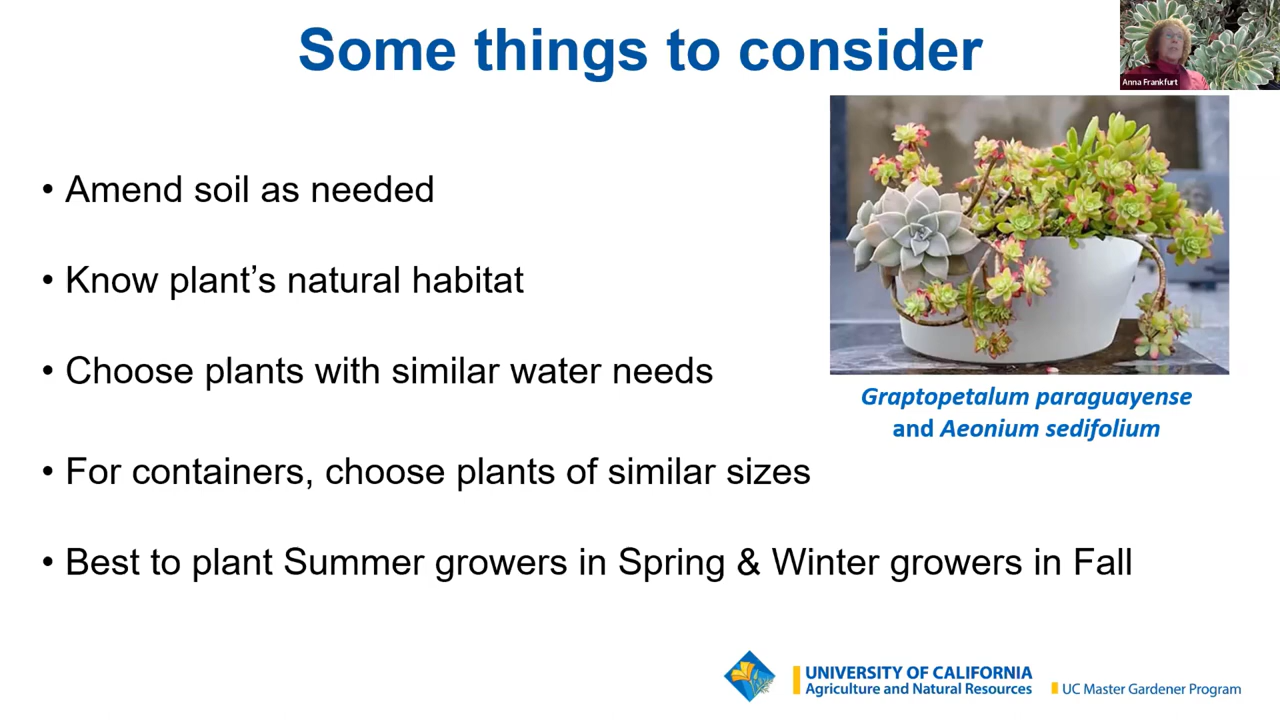 Some things to consider
Anna Frankfurt
• Amend soil as needed
• Know plant’s natural habitat
• Choose plants with similar water needs
Graptopetalum paraguayense
and Aeonium sedifolium
• For containers, choose plants of similar sizes
• Best to plant Summer growers in Spring & Winter growers in Fall
UNIVERSITY OF CALIFORNIA
Agriculture and Natural Resources
UC Master Gardener Program